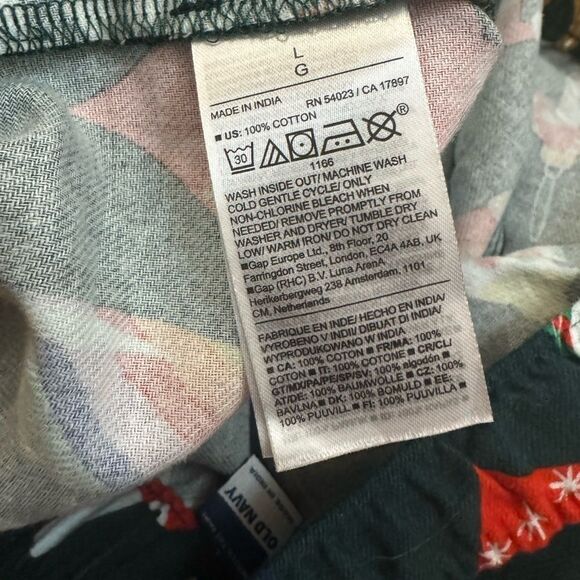 L
G
MADE IN INDIA RN 54023 / CA 17897
■ US: 100% COTTON
30
®
1166
WASH INSIDE OUT/ MACHINE WASH
COLD GENTLE CYCLE/ ONLY
NON-CHLORINE BLEACH WHEN
NEEDED/ REMOVE PROMPTLY FROM
WASHER AND DRYER/ TUMBLE DRY
LOW/ WARM IRON/ DO NOT DRY CLEAN
■Gap Europe Ltd., 8th Floor, 20
Farringdon Street, London, EC4A 4AB, UK
■Gap (RHC) B.V. Luna ArenA
Herikerbergweg 238 Amsterdam, 1101
CM, Netherlands
FABRIQUE EN INDE/ HECHO EN INDIA/
VYROBENO V INDII/ DIBUAT DI INDIA/
WYPRODUKOWANO W INDIA
■ CA: 100% COTON ■ FR/MA: 100%
COTON ■ IT: 100% COTONE ■ CR/CL/
GT/MX/PA/PE/SP/SV: 100% algodón ■
AT/DE: 100% BAUMWOLLE ■ CZ: 100%
BAVLNA ■ DK: 100% BOMULD ■ EE:
100% PUUVILL ■ FI: 100% PUUVILLA ■
OLD NAVY
MADE IN INDIA